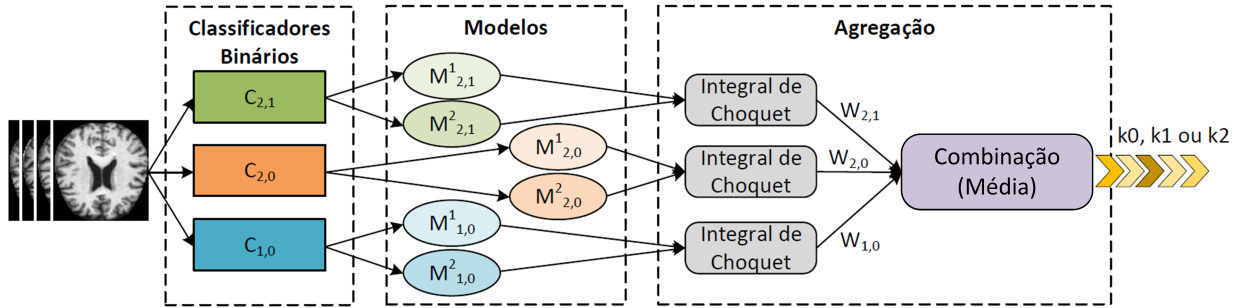 Classificadores
Binários
C2,1
C2,0
C1,0
Modelos
M¹2,1
M²2,1
M¹2,0
M²2,0
M¹1,0
M²1,0
Agregação
Integral de
Choquet
Integral de
Choquet
Integral de
Choquet
W2,1
W2,0
W1,0
Combinação
(Média)
k0, k1 ou k2